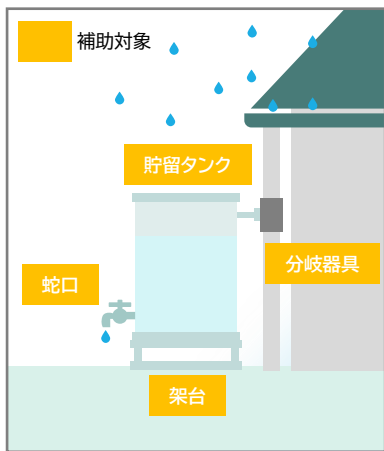 補助対象
貯留タンク
分岐器具
蛇口
架台